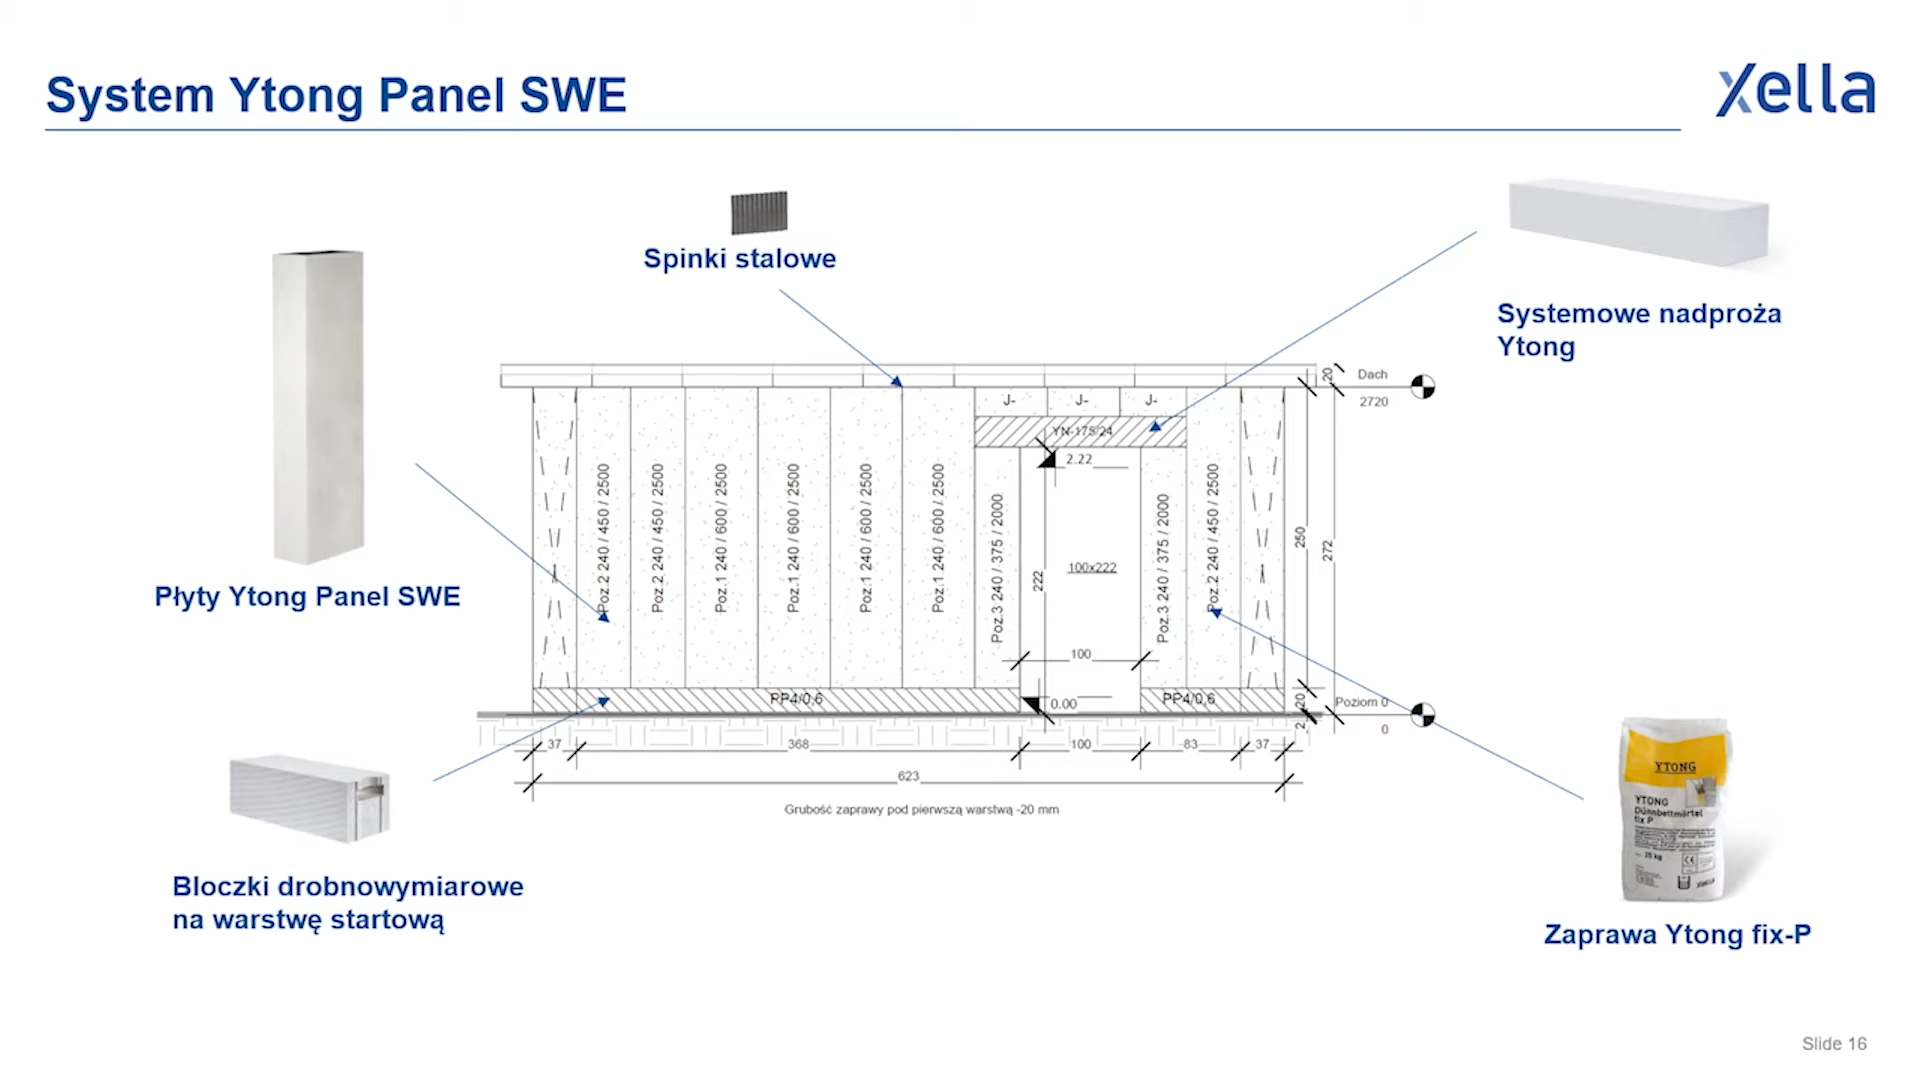 System Ytong Panel SWE
xella
Spinki stalowe
Systemowe nadproża
Ytong
Płyty Ytong Panel SWE
Bloczki drobnowymiarowe
na warstwę startową
Zaprawa Ytong fix-P
J-
J-
J-
YN-175/24
2.22
Poz.2 240 / 450 / 2500
Poz.2 240 / 450 / 2500
Poz.1 240 / 600 / 2500
Poz.1 240 / 600 / 2500
Poz.1 240 / 600 / 2500
Poz.1 240 / 600 / 2500
Poz.3 240 / 375 / 2000
222
100x222
Poz.3 240 / 375 / 2000
Poz.2 240 / 450 / 2500
100
PP4/0,6
0.00
PP4/0,6
20
Dach
2720
250
272
20
2
Poziom 0
0
37
368
100
83
37
623
Grubość zaprawy pod pierwszą warstwą -20 mm
YTONG
YTONG
Dünnbettmörtel
fix P
25 kg
xella
Slide 16